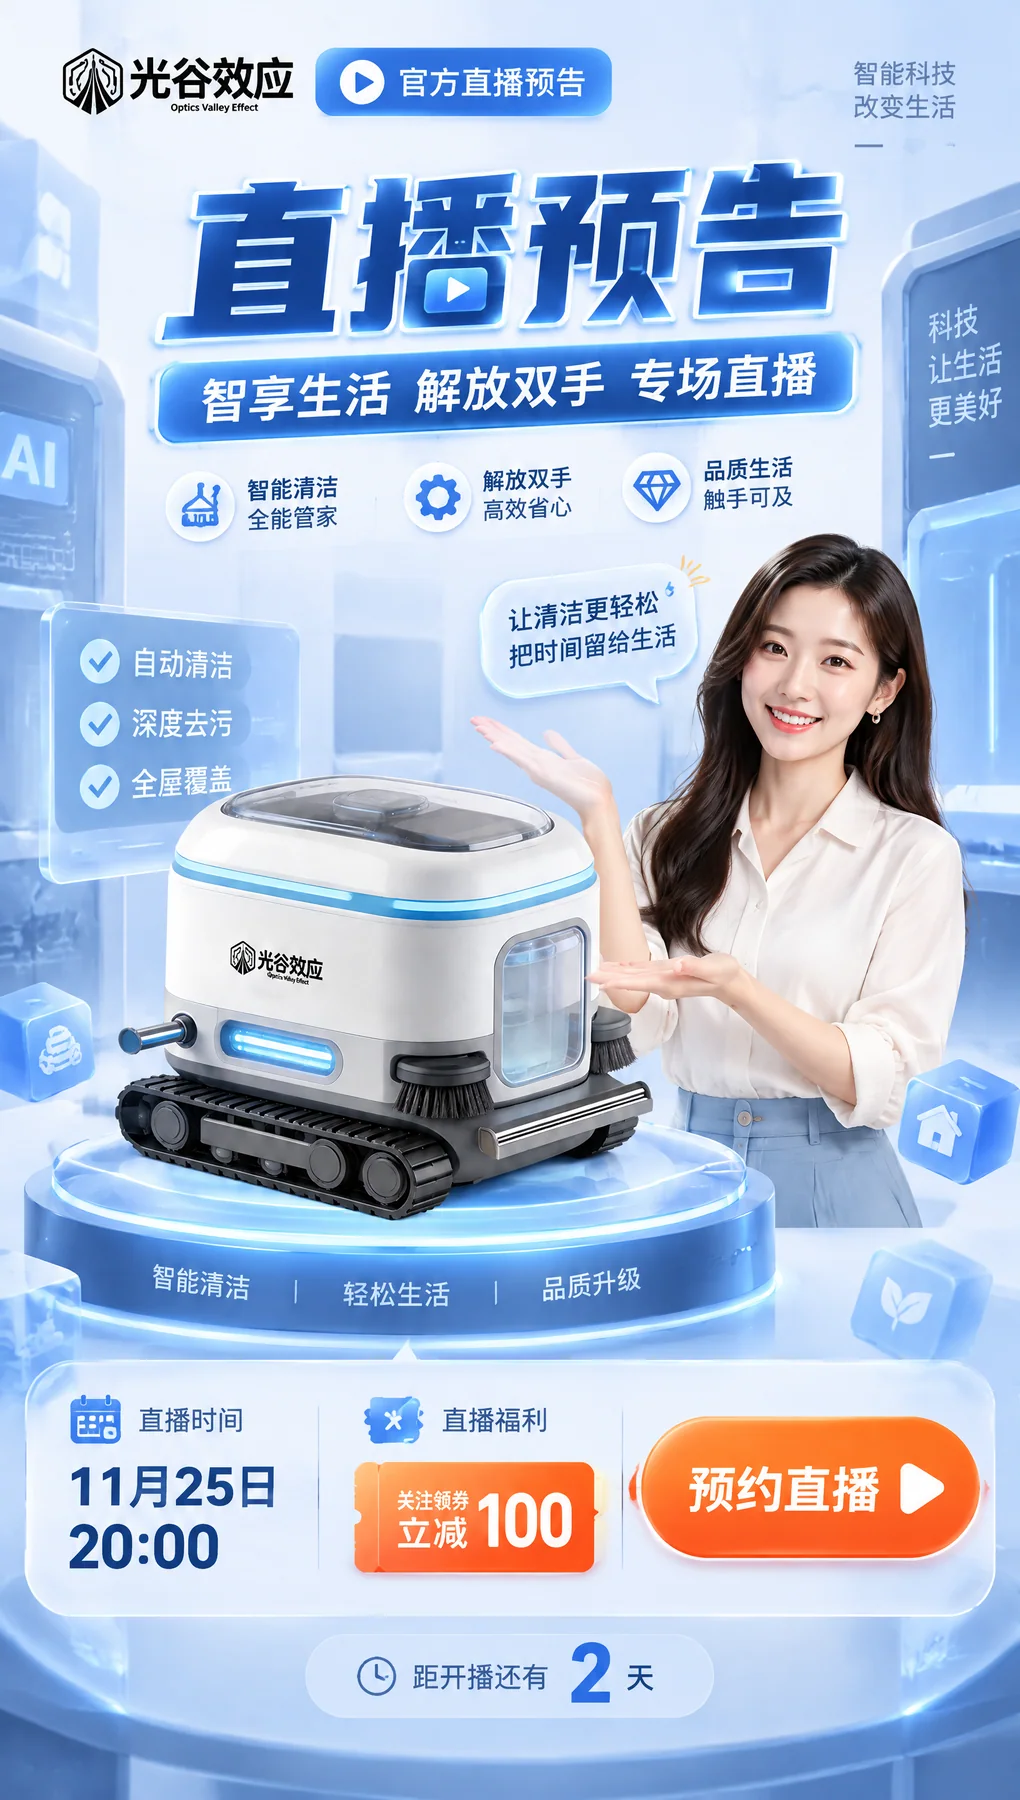 光谷效应
Optics Valley Effect
官方直播预告
智能科技
改变生活
直播预告
智享生活 解放双手 专场直播
科技
让生活
更美好
AI
智能清洁
全能管家
解放双手
高效省心
品质生活
触手可及
让清洁更轻松
把时间留给生活
自动清洁
深度去污
全屋覆盖
光谷效应
Optics Valley Effect
智能清洁 | 轻松生活 | 品质升级
直播时间
11月25日
20:00
直播福利
关注领券
立减 100
预约直播
距开播还有 2 天